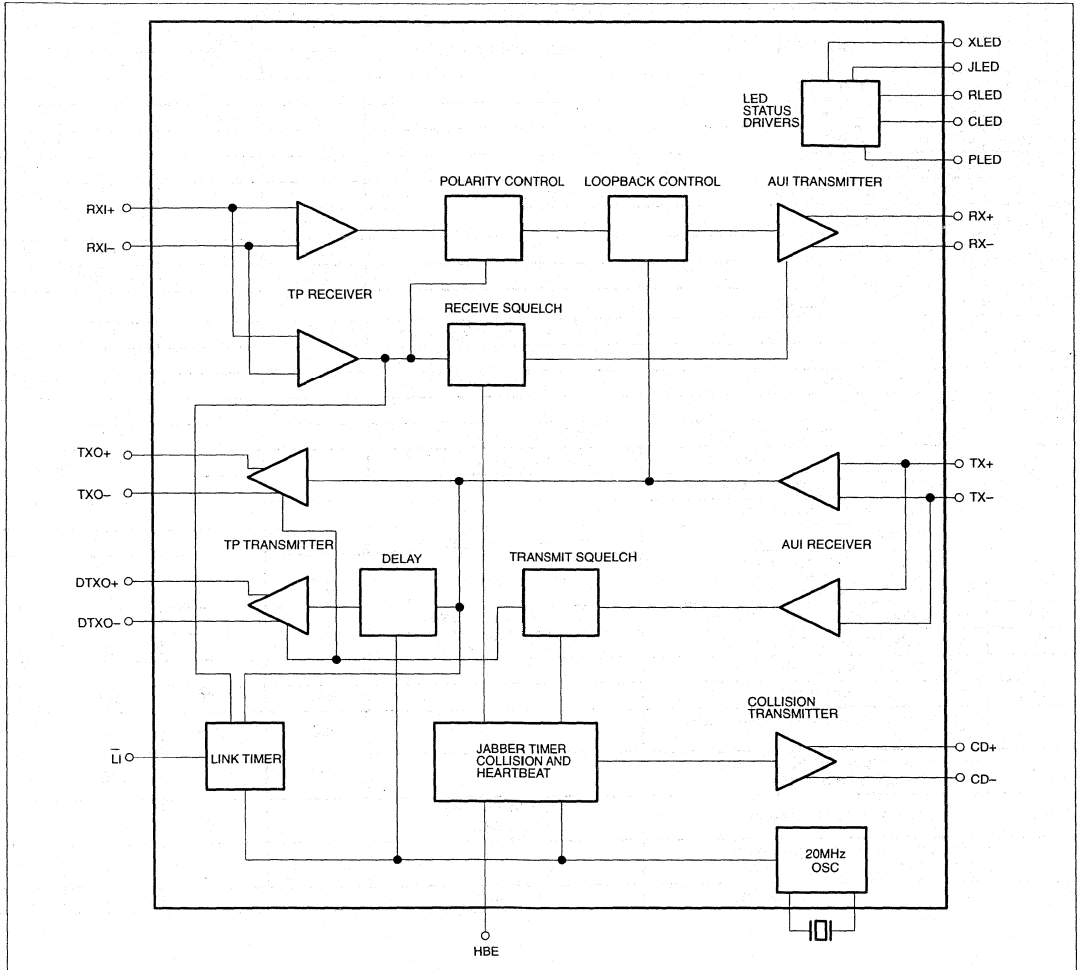 XLED
JLED
LED
STATUS
DRIVERS
RLED
CLED
PLED
POLARITY CONTROL
LOOPBACK CONTROL
AUI TRANSMITTER
RXI+
RXI–
RX+
RX–
TP RECEIVER
RECEIVE SQUELCH
TXO+
TXO–
TX+
TX–
TP TRANSMITTER
DELAY
TRANSMIT SQUELCH
AUI RECEIVER
DTXO+
DTXO–
COLLISION
TRANSMITTER
L̅I
LINK TIMER
JABBER TIMER
COLLISION AND
HEARTBEAT
CD+
CD–
20MHz
OSC
HBE